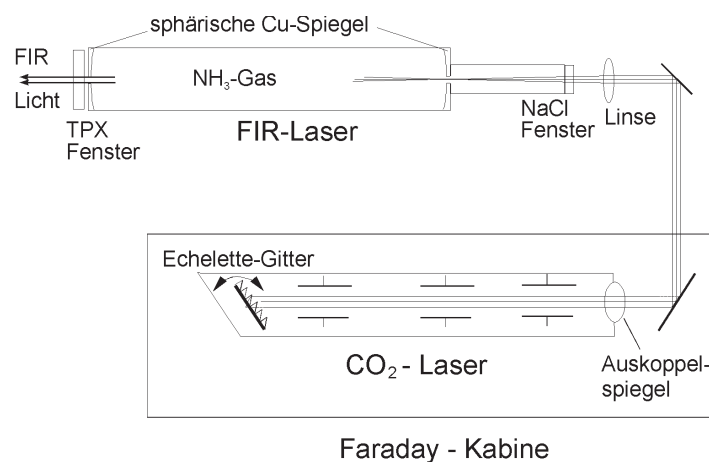 sphärische Cu-Spiegel
FIR
Licht
NH₃-Gas
TPX
Fenster
FIR-Laser
NaCl
Fenster
Linse
Echelette-Gitter
CO₂ - Laser
Auskoppel-
spiegel
Faraday - Kabine